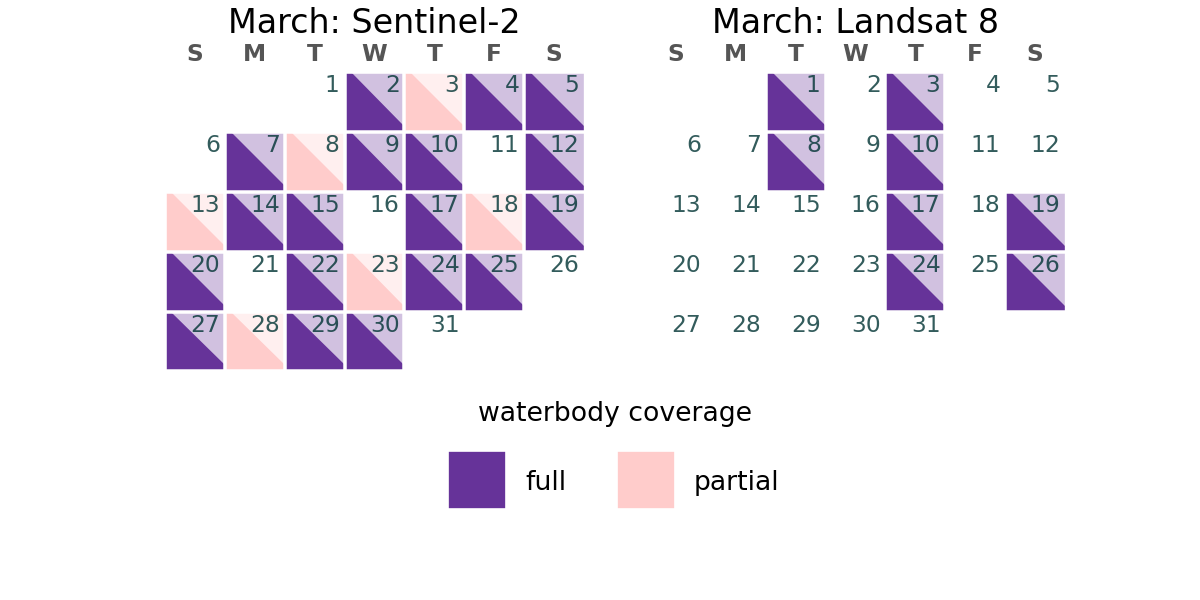 March: Sentinel-2
S M T W T F S
1 2 3 4 5
6 7 8 9 10 11 12
13 14 15 16 17 18 19
20 21 22 23 24 25 26
27 28 29 30 31
March: Landsat 8
S M T W T F S
1 2 3 4 5
6 7 8 9 10 11 12
13 14 15 16 17 18 19
20 21 22 23 24 25 26
27 28 29 30 31
waterbody coverage
full
partial